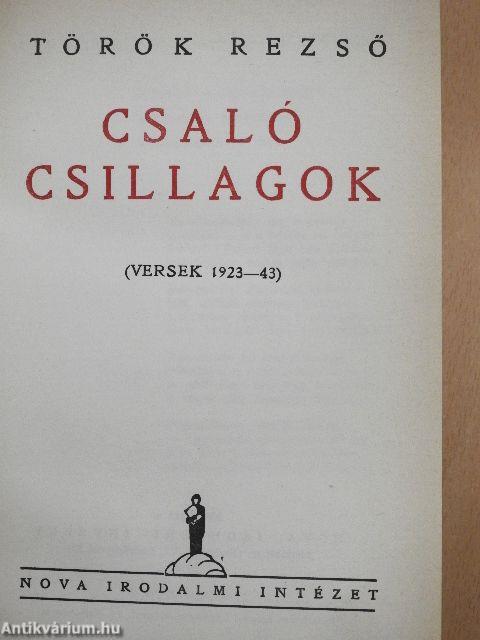 TÖRÖK REZSŐ
CSALÓ
CSILLAGOK
(VERSEK 1923—43)
NOVA IRODALMI INTÉZET
Antikvárium.hu